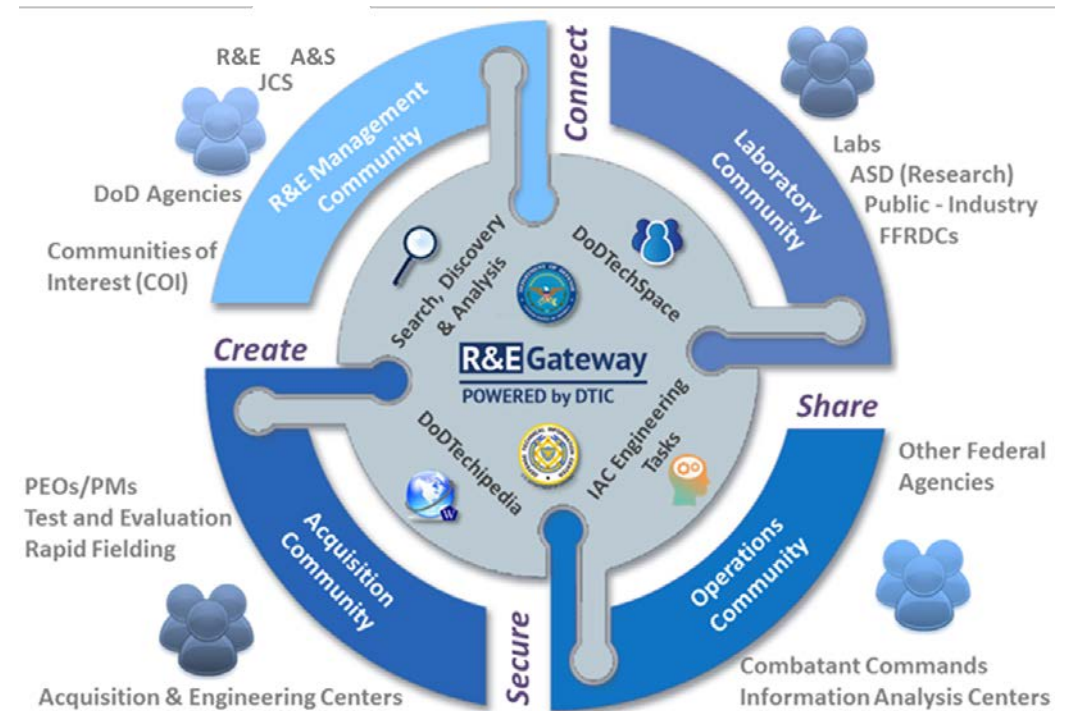 R&E A&S
JCS
DoD Agencies
Communities of
Interest (COI)
R&E Management
Community
Connect
Laboratory
Community
Labs
ASD (Research)
Public - Industry
FFRDCs
Search, Discovery
& Analysis
DoDTechSpace
R&E Gateway
POWERED by DTIC
DoDTechipedia
W
IAC Engineering
Tasks
Create
Share
PEOs/PMs
Test and Evaluation
Rapid Fielding
Acquisition
Community
Acquisition & Engineering Centers
Secure
Operations
Community
Other Federal
Agencies
Combatant Commands
Information Analysis Centers